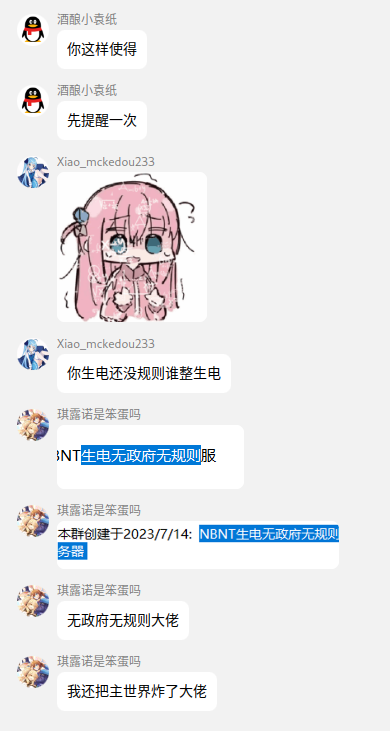 酒酿小袁纸
你这样使得
酒酿小袁纸
先提醒一次
Xiao_mckedou233
Xiao_mckedou233
你生电还没规则谁整生电
琪露诺是笨蛋吗
BNT生电无政府无规则服
琪露诺是笨蛋吗
本群创建于2023/7/14: NBNT生电无政府无规则
务器
琪露诺是笨蛋吗
无政府无规则大佬
琪露诺是笨蛋吗
我还把主世界炸了大佬